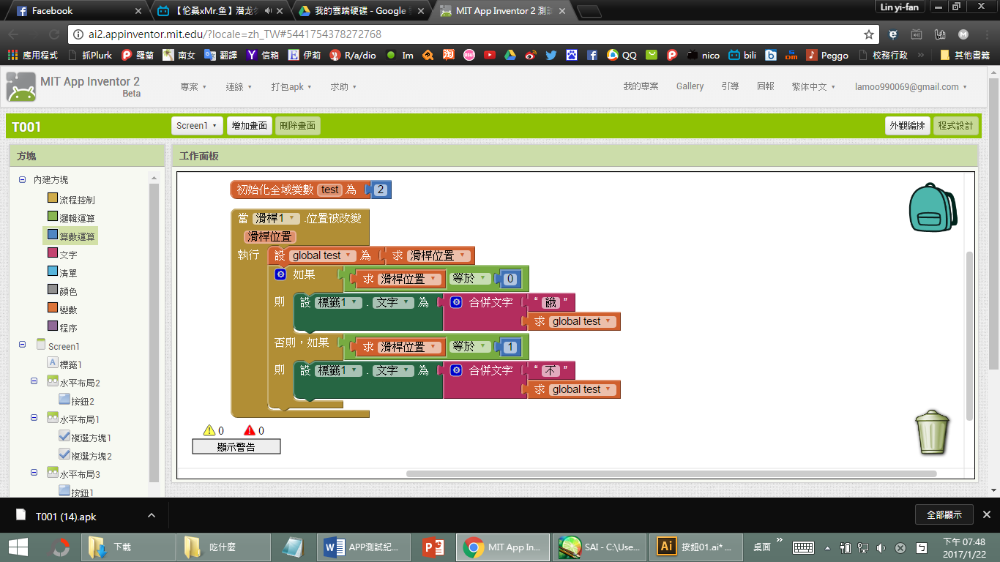 Facebook
【伦桑xMr.鱼】潜龙勿
我的雲端硬碟 - Google
MIT App Inventor 2 測試
Lin yi-fan
ai2.appinventor.mit.edu/?locale=zh_TW#5441754378272768
應用程式 抓Plurk 羅蘭 南女 翻譯 信箱 伊莉 R/a/dio Im 淘 osu! QQ nico bili Peggo 校務行政 » 其他書籤
MIT App Inventor 2
Beta
專案 連線 打包apk 求助 我的專案 Gallery 引導 回報 繁体中文 lamoo990069@gmail.com
T001 Screen1 增加畫面 刪除畫面 外觀編排 程式設計
方塊
內建方塊
流程控制
邏輯運算
算數運算
文字
清單
顏色
變數
程序
Screen1
標籤1
水平布局2
按鈕2
水平布局1
複選方塊1
複選方塊2
水平布局3
按鈕1
工作面板
初始化全域變數 test 為 2
當 滑桿1 .位置被改變
滑桿位置
執行 設 global test 為 求 滑桿位置
如果 求 滑桿位置 等於 0
則 設 標籤1 . 文字 為 合併文字 “ 餓 ”
求 global test
否則，如果 求 滑桿位置 等於 1
則 設 標籤1 . 文字 為 合併文字 “ 不 ”
求 global test
0 0
顯示警告
T001 (14).apk 全部顯示
下載 吃什麼 APP測試紀... MIT App In... SAI - C:\Use... 按鈕01.ai* ... 桌面 »
下午 07:48
2017/1/22